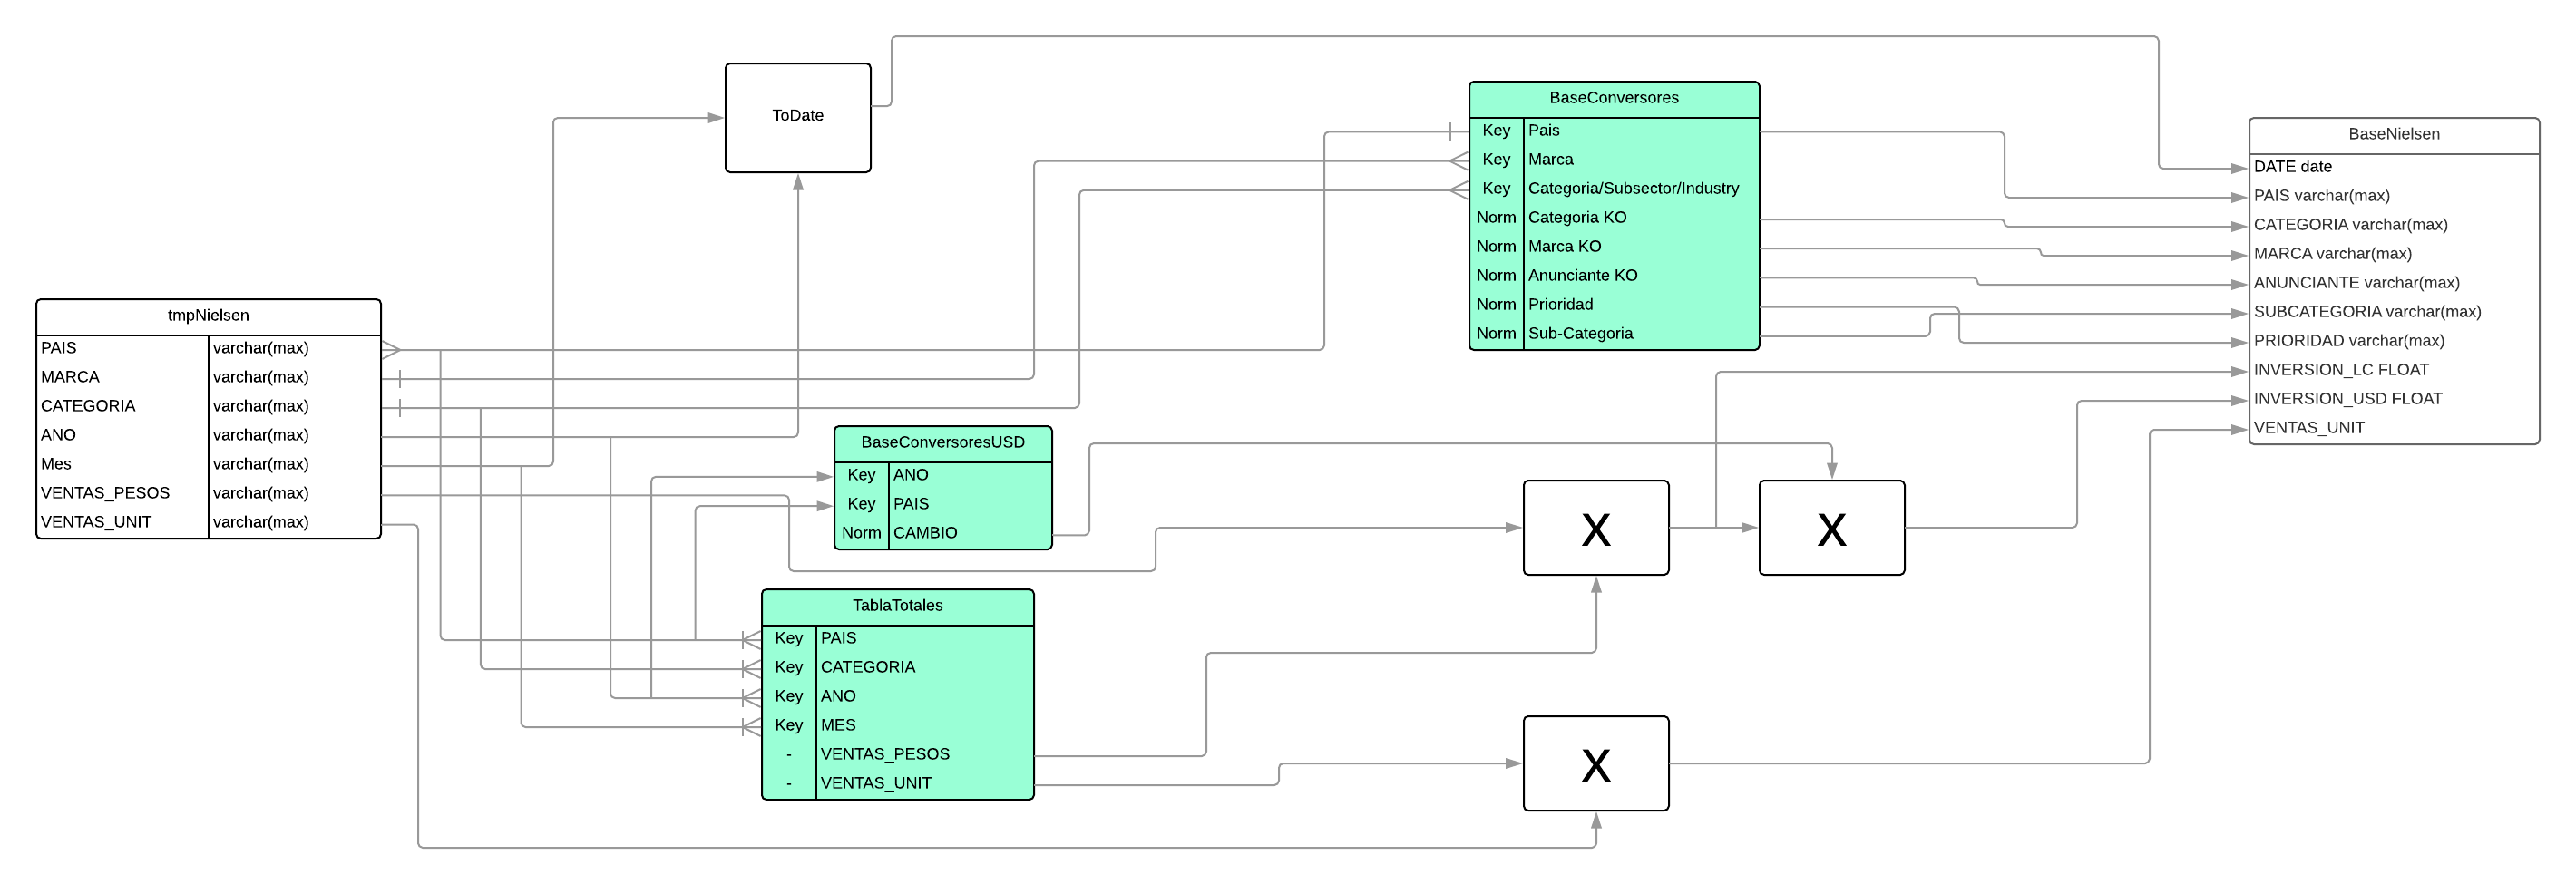 ToDate
tmpNielsen
PAIS varchar(max)
MARCA varchar(max)
CATEGORIA varchar(max)
ANO varchar(max)
Mes varchar(max)
VENTAS_PESOS varchar(max)
VENTAS_UNIT varchar(max)
BaseConversoresUSD
Key ANO
Key PAIS
Norm CAMBIO
TablaTotales
Key PAIS
Key CATEGORIA
Key ANO
Key MES
- VENTAS_PESOS
- VENTAS_UNIT
BaseConversores
Key Pais
Key Marca
Key Categoria/Subsector/Industry
Norm Categoria KO
Norm Marca KO
Norm Anunciante KO
Norm Prioridad
Norm Sub-Categoria
X
X
X
BaseNielsen
DATE date
PAIS varchar(max)
CATEGORIA varchar(max)
MARCA varchar(max)
ANUNCIANTE varchar(max)
SUBCATEGORIA varchar(max)
PRIORIDAD varchar(max)
INVERSION_LC FLOAT
INVERSION_USD FLOAT
VENTAS_UNIT